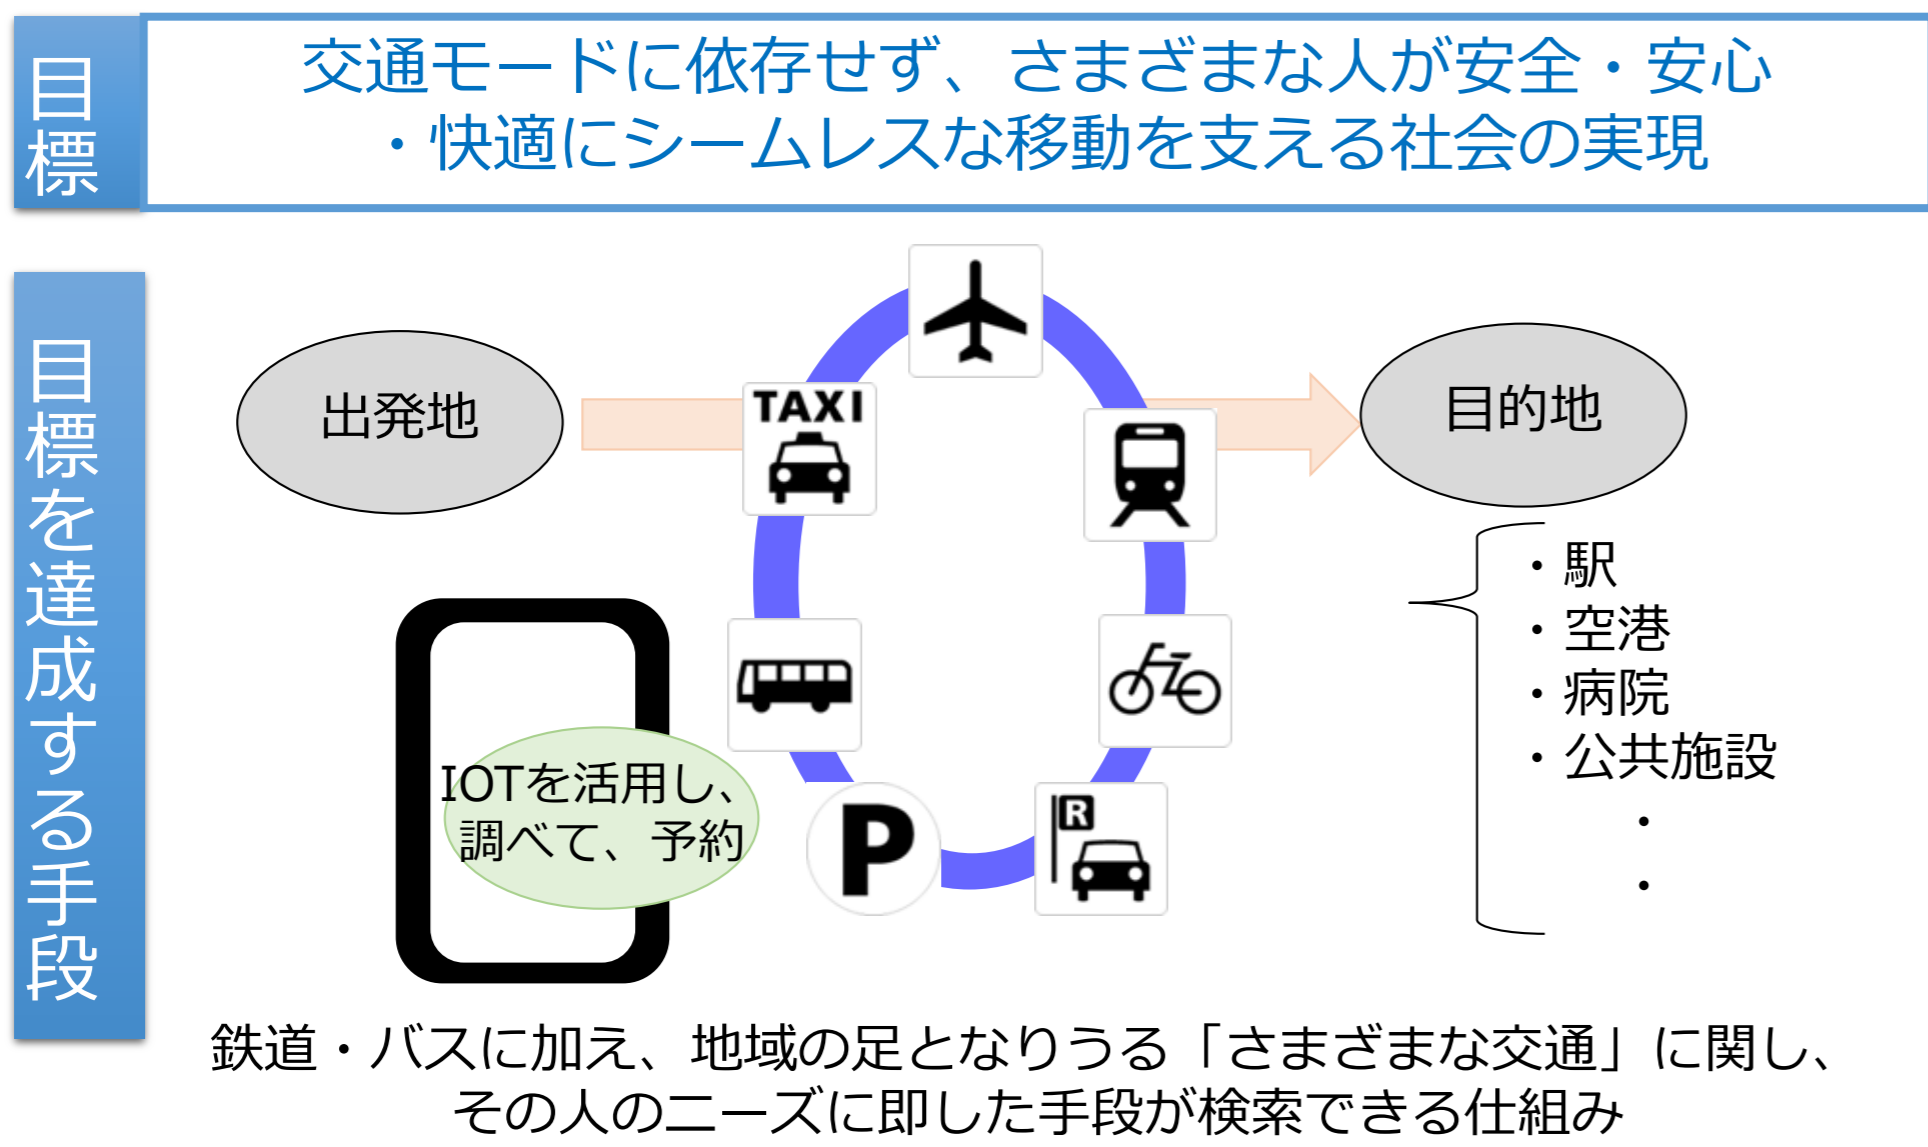 目標
交通モードに依存せず、さまざまな人が安全・安心
・快適にシームレスな移動を支える社会の実現
目標を達成する手段
出発地
TAXI
目的地
・駅
・空港
・病院
・公共施設
・
・
IOTを活用し、
調べて、予約
P
R
鉄道・バスに加え、地域の足となりうる「さまざまな交通」に関し、
その人のニーズに即した手段が検索できる仕組み